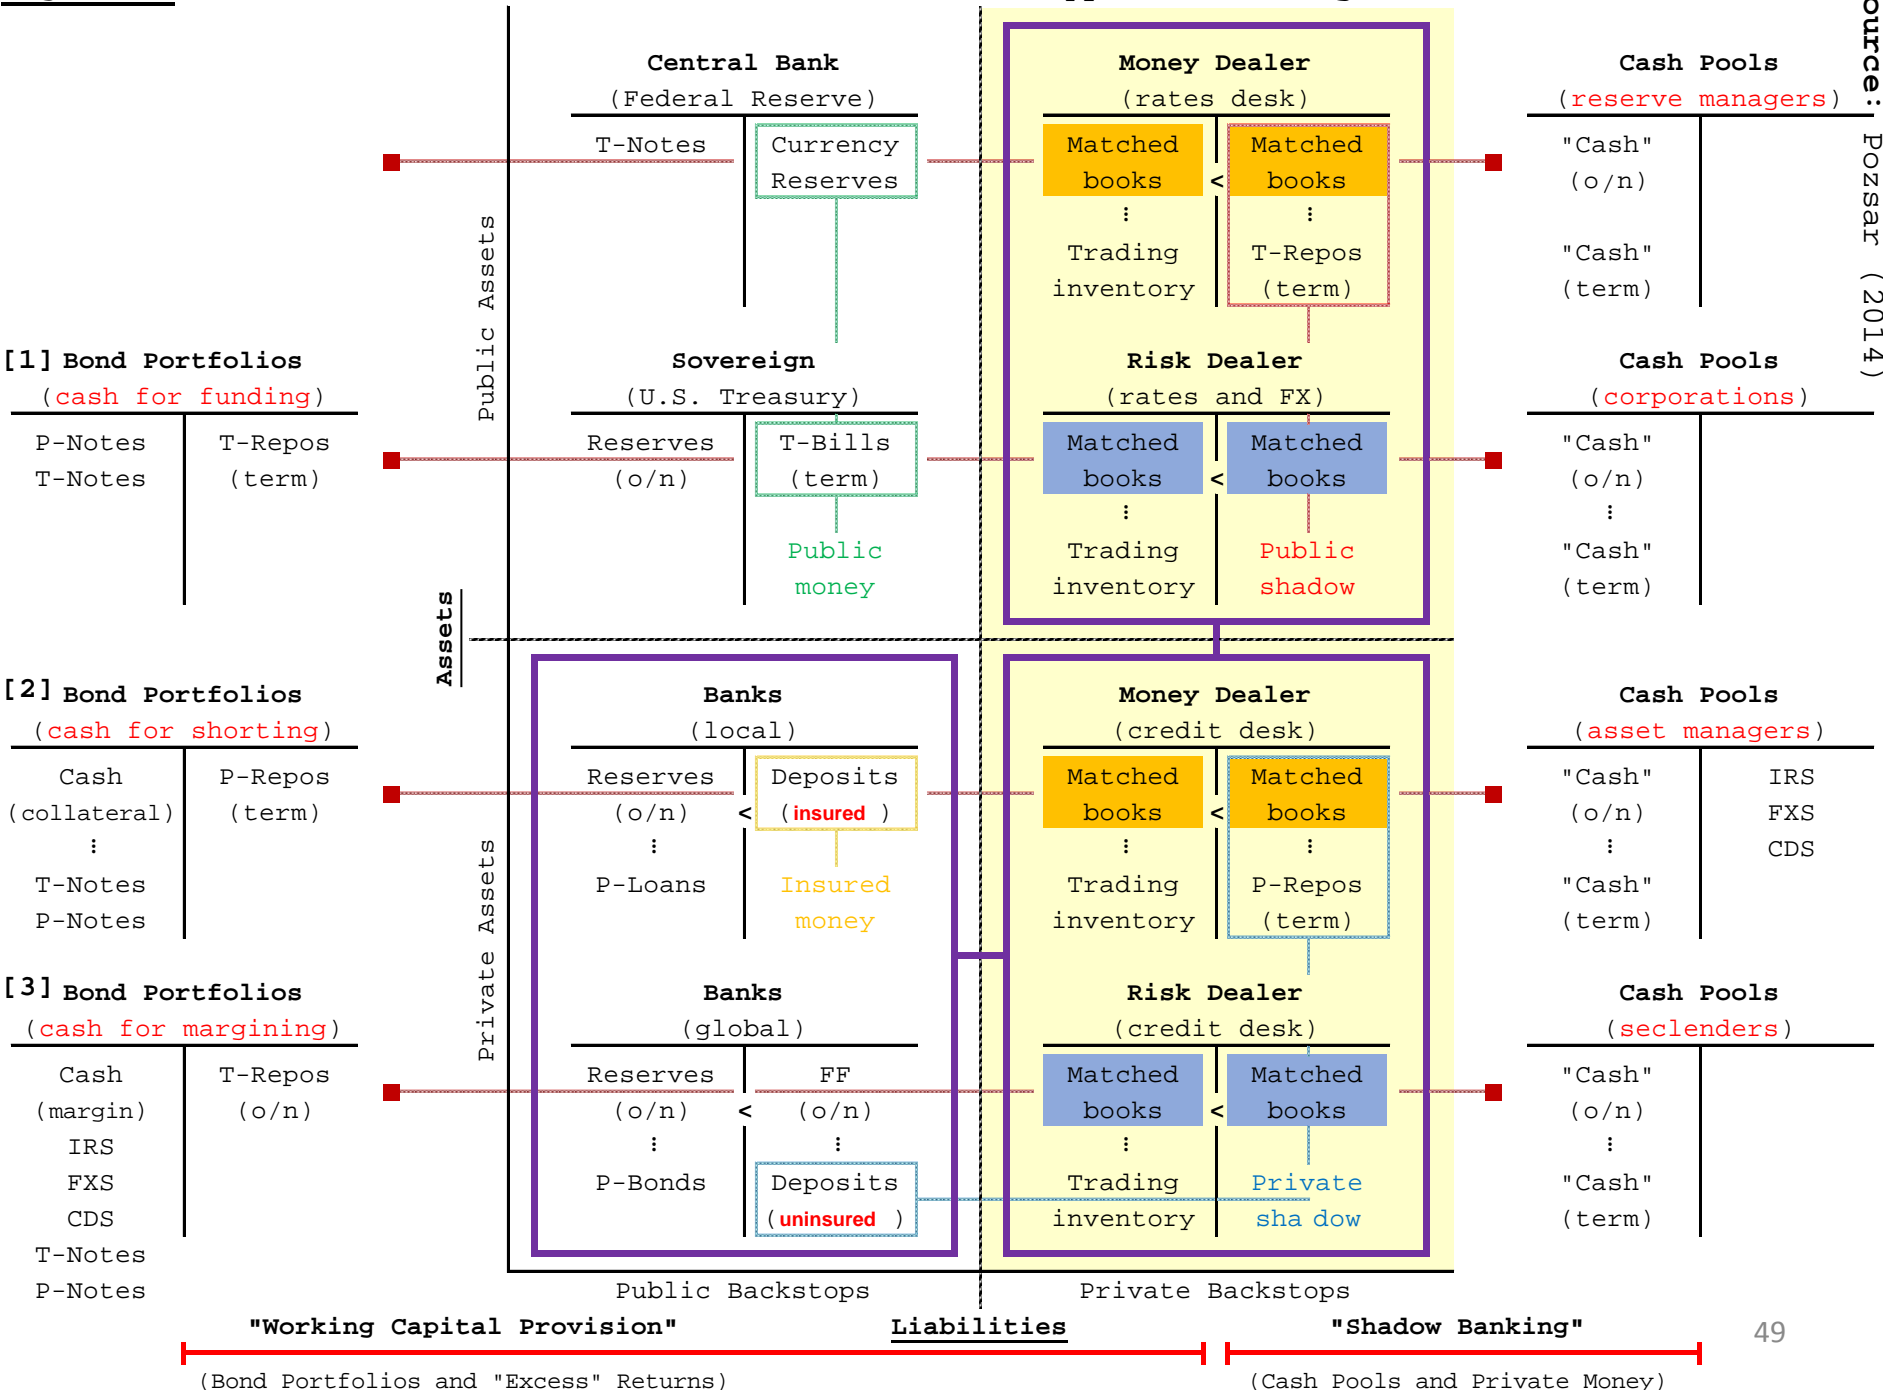 ource: Pozsar (2014)
Central Bank
(Federal Reserve)
T-Notes
Currency
Reserves
Money Dealer
(rates desk)
Matched
books
<
Matched
books
⋮
⋮
Trading
inventory
T-Repos
(term)
Cash Pools
(reserve managers)
"Cash"
(o/n)
"Cash"
(term)
Public Assets
[1] Bond Portfolios
(cash for funding)
P-Notes
T-Notes
T-Repos
(term)
Sovereign
(U.S. Treasury)
Reserves
(o/n)
T-Bills
(term)
Public
money
Risk Dealer
(rates and FX)
Matched
books
<
Matched
books
⋮
Trading
inventory
Public
shadow
Cash Pools
(corporations)
"Cash"
(o/n)
⋮
"Cash"
(term)
Assets
[2] Bond Portfolios
(cash for shorting)
Cash
(collateral)
⋮
T-Notes
P-Notes
P-Repos
(term)
Private Assets
Banks
(local)
Reserves
(o/n)
<
Deposits
(insured )
⋮
P-Loans
Insured
money
Money Dealer
(credit desk)
Matched
books
<
Matched
books
⋮
⋮
Trading
inventory
P-Repos
(term)
Cash Pools
(asset managers)
"Cash"
(o/n)
⋮
"Cash"
(term)
IRS
FXS
CDS
[3] Bond Portfolios
(cash for margining)
Cash
(margin)
IRS
FXS
CDS
T-Notes
P-Notes
T-Repos
(o/n)
Banks
(global)
Reserves
(o/n)
<
FF
(o/n)
⋮
⋮
P-Bonds
Deposits
(uninsured )
Risk Dealer
(credit desk)
Matched
books
<
Matched
books
⋮
Trading
inventory
Private
sha dow
Cash Pools
(seclenders)
"Cash"
(o/n)
⋮
"Cash"
(term)
Public Backstops
Private Backstops
"Working Capital Provision"
Liabilities
"Shadow Banking"
49
(Bond Portfolios and "Excess" Returns)
(Cash Pools and Private Money)